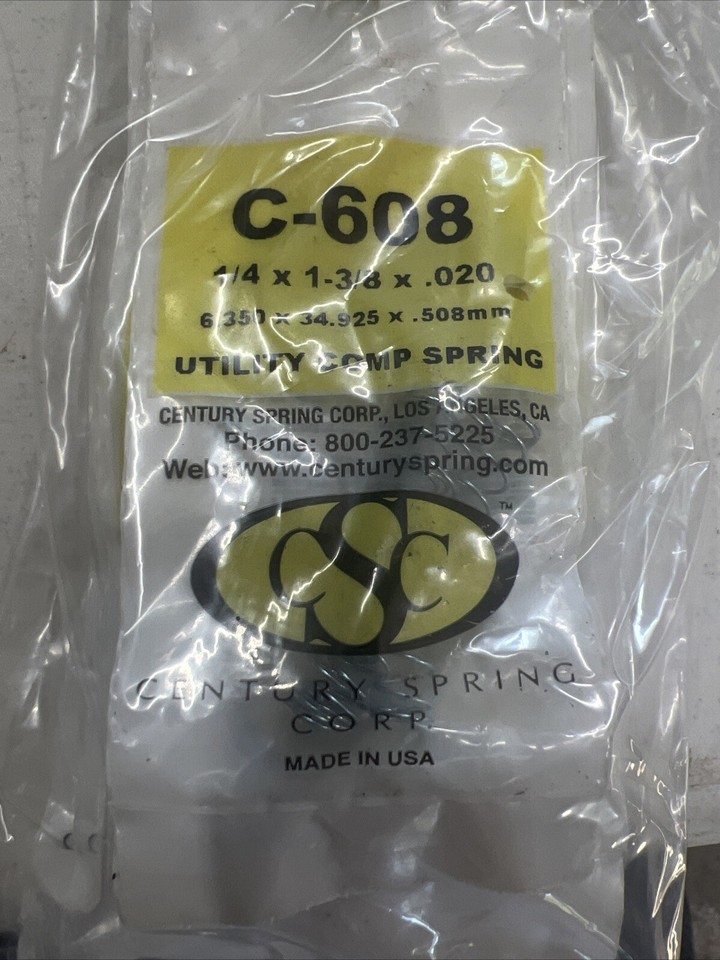 C-608
1/4 x 1-3/8 x .020
6.350 x 34.925 x .508mm
UTILITY COMP SPRING
CENTURY SPRING CORP., LOS ANGELES, CA
Phone: 800-237-5225
Web: www.centuryspring.com
CSC ™
CENTURY SPRING
CORP.
MADE IN USA